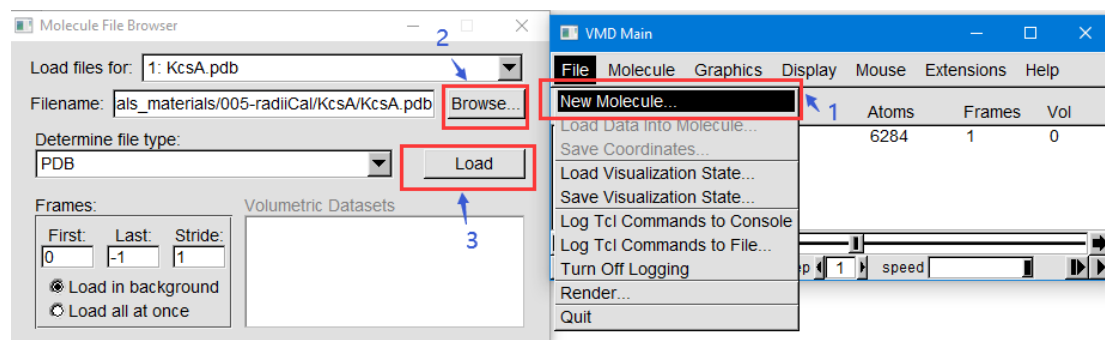 Molecule File Browser
Load files for: 1: KcsA.pdb
Filename: als_materials/005-radiiCal/KcsA/KcsA.pdb Browse...
Determine file type:
PDB Load
Frames: Volumetric Datasets
First: Last: Stride:
0 -1 1
Load in background
Load all at once
2
3
VMD Main
File Molecule Graphics Display Mouse Extensions Help
New Molecule...
1
Atoms Frames Vol
6284 1 0
Load Data Into Molecule...
Save Coordinates...
Load Visualization State...
Save Visualization State...
Log Tcl Commands to Console
Log Tcl Commands to File...
Turn Off Logging
ep 1 speed
Render...
Quit